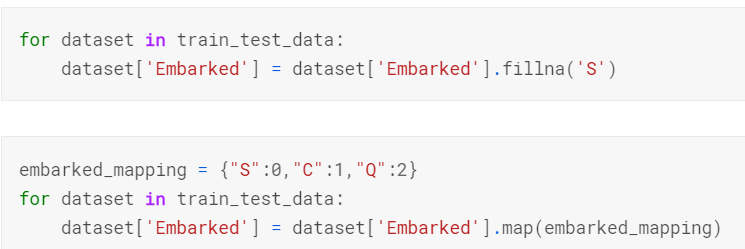 for dataset in train_test_data:
    dataset['Embarked'] = dataset['Embarked'].fillna('S')
embarked_mapping = {"S":0,"C":1,"Q":2}
for dataset in train_test_data:
    dataset['Embarked'] = dataset['Embarked'].map(embarked_mapping)